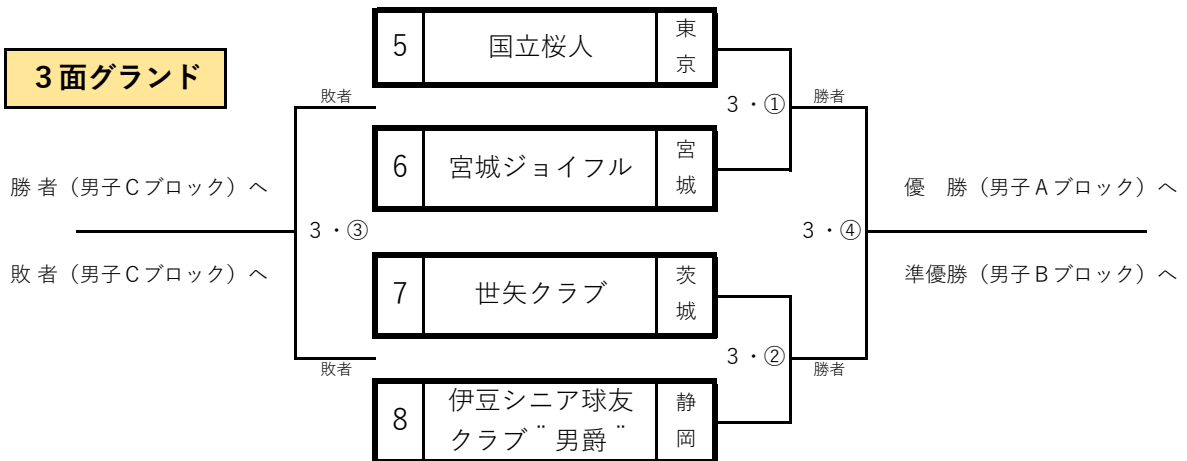 ３面グランド
5
国立桜人
東
京
敗者
3・①
勝者
6
宮城ジョイフル
宮
城
勝 者（男子Ｃブロック）へ
優　勝（男子Ａブロック）へ
3・③
3・④
敗 者（男子Ｃブロック）へ
準優勝（男子Ｂブロック）へ
7
世矢クラブ
茨
城
敗者
3・②
勝者
8
伊豆シニア球友
クラブ¨男爵¨
静
岡